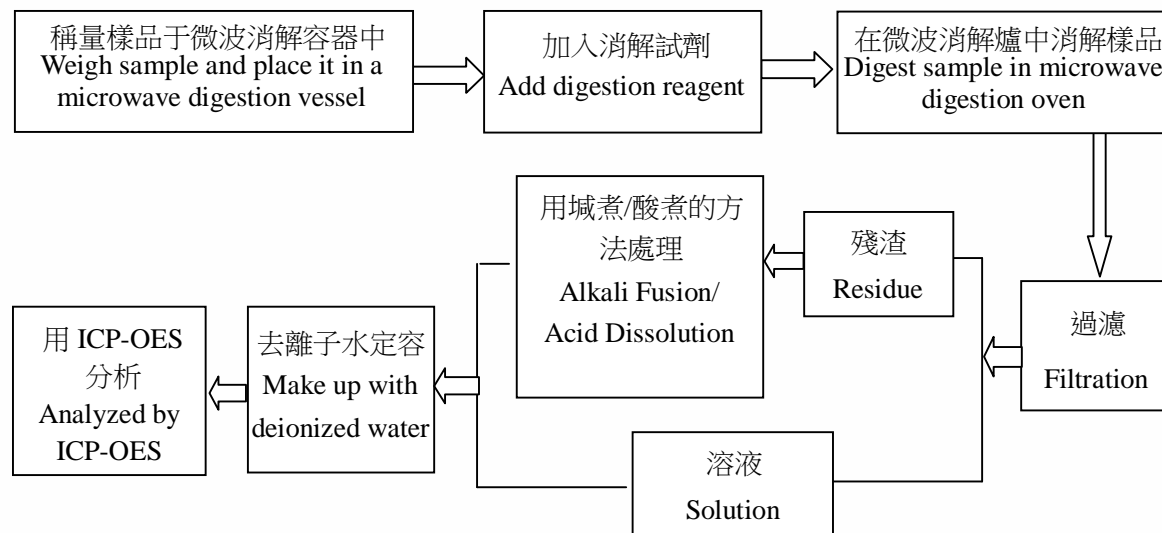 稱量樣品于微波消解容器中
Weigh sample and place it in a
microwave digestion vessel
加入消解試劑
Add digestion reagent
在微波消解爐中消解樣品
Digest sample in microwave
digestion oven
過濾
Filtration
殘渣
Residue
用堿煮/酸煮的方
法處理
Alkali Fusion/
Acid Dissolution
溶液
Solution
去離子水定容
Make up with
deionized water
用 ICP-OES
分析
Analyzed by
ICP-OES